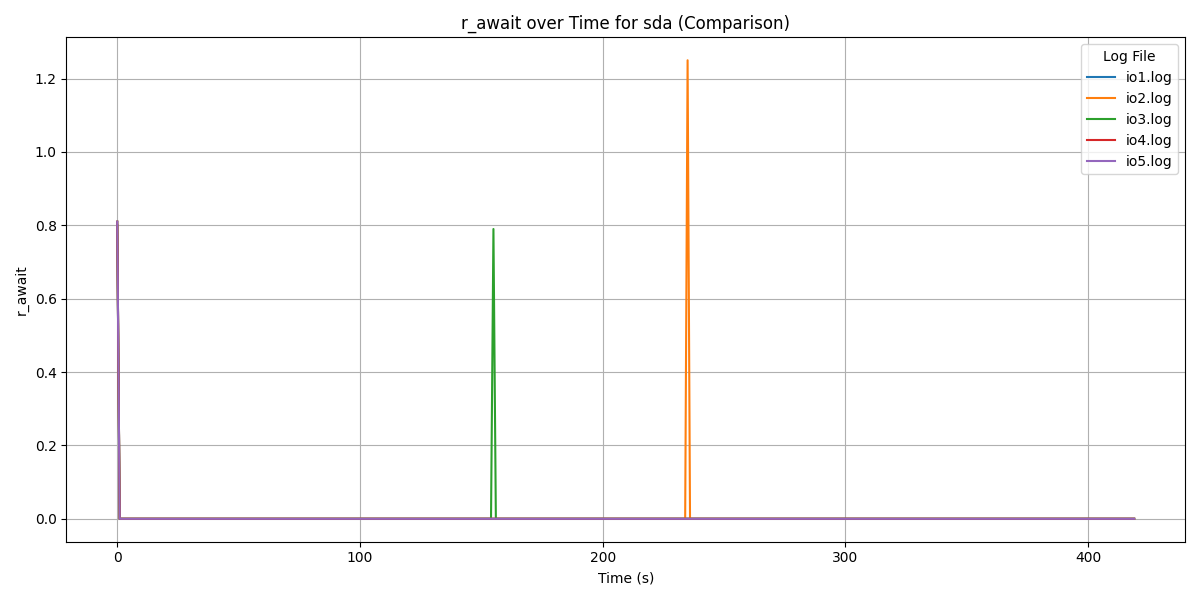 r_await over Time for sda (Comparison)
Log File
io1.log
io2.log
io3.log
io4.log
io5.log
r_await
1.2
1.0
0.8
0.6
0.4
0.2
0.0
0
100
200
300
400
Time (s)